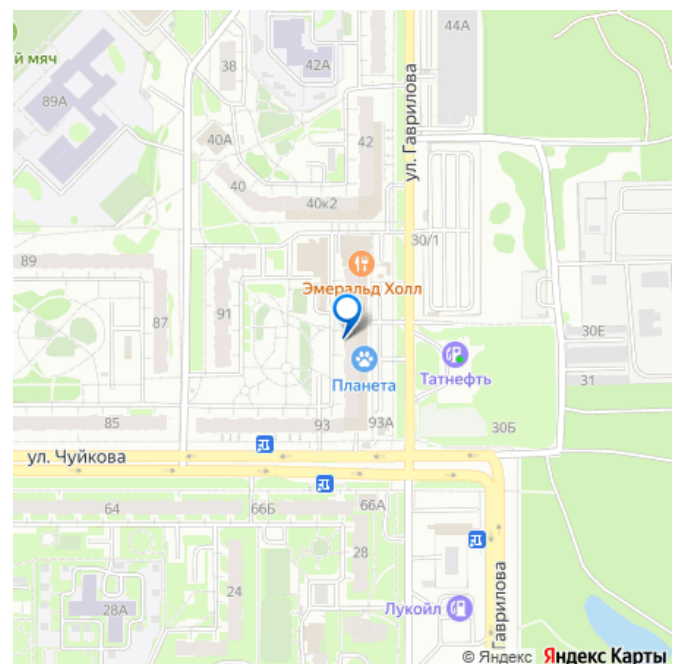 44А
й мяч
38
42А
89А
ул. Гаврилова
40А
42
40
40к2
30/1
89
Эмеральд Холл
91
87
30Е
Планета
Татнефть
31
85
93
93А
30Б
ул. Чуйкова
64
66Б
66А
28
24
28А
Лукойл
Гаврилова
© Яндекс Яндекс Карты